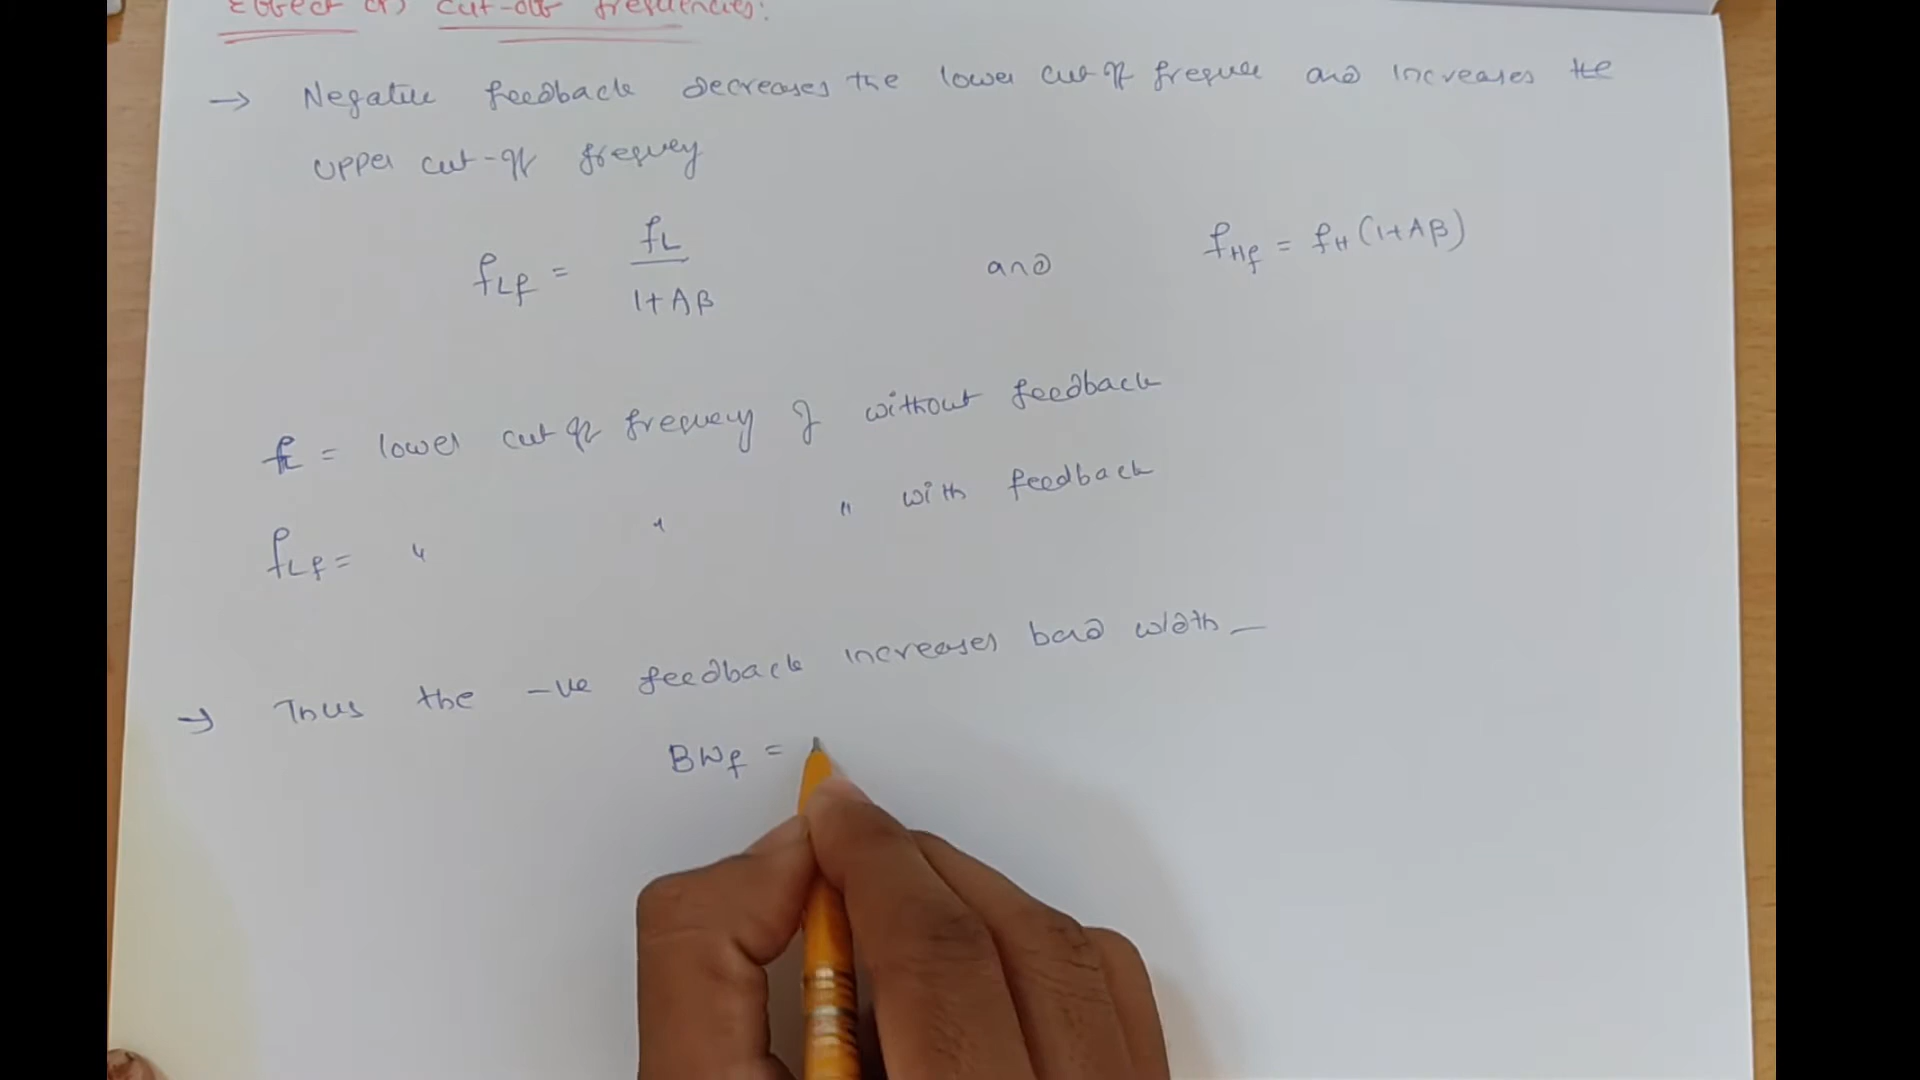 Effect on cut-off frequencies:
→ Negative feedback decreases the lower cut off frequency and increases the
upper cut-off frequency
fLf = fL / 1+Aβ and fHf = fH (1+Aβ)
fL = lower cut off frequency of without feedback
fLf = " " " with feedback
→ Thus the -ve feedback increases band width —
BWf =